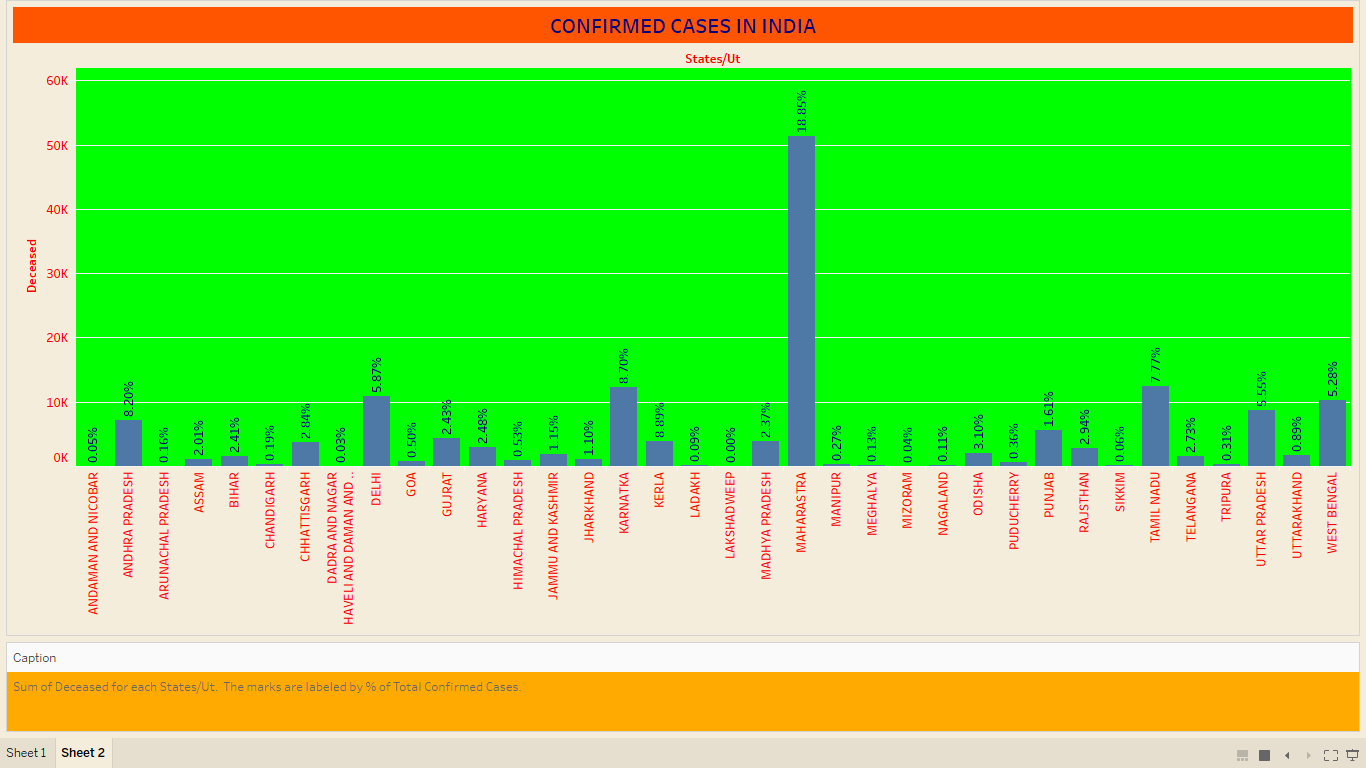 CONFIRMED CASES IN INDIA
States/Ut
Deceased
60K
50K
40K
30K
20K
10K
0K
0.05%
8.20%
0.16%
2.01%
2.41%
0.19%
2.84%
0.03%
5.87%
0.50%
2.43%
2.48%
0.53%
1.15%
1.10%
8.70%
8.89%
0.09%
0.00%
2.37%
18.85%
0.27%
0.13%
0.04%
0.11%
3.10%
0.36%
1.61%
2.94%
0.06%
7.77%
2.73%
0.31%
5.55%
0.89%
5.28%
ANDAMAN AND NICOBAR
ANDHRA PRADESH
ARUNACHAL PRADESH
ASSAM
BIHAR
CHANDIGARH
CHHATTISGARH
DADRA AND NAGAR
HAVELI AND DAMAN AND ..
DELHI
GOA
GUJRAT
HARYANA
HIMACHAL PRADESH
JAMMU AND KASHMIR
JHARKHAND
KARNATKA
KERLA
LADAKH
LAKSHADWEEP
MADHYA PRADESH
MAHARASTRA
MANIPUR
MEGHALYA
MIZORAM
NAGALAND
ODISHA
PUDUCHERRY
PUNJAB
RAJSTHAN
SIKKIM
TAMIL NADU
TELANGANA
TRIPURA
UTTAR PRADESH
UTTARAKHAND
WEST BENGAL
Caption
Sum of Deceased for each States/Ut.  The marks are labeled by % of Total Confirmed Cases.
Sheet 1
Sheet 2